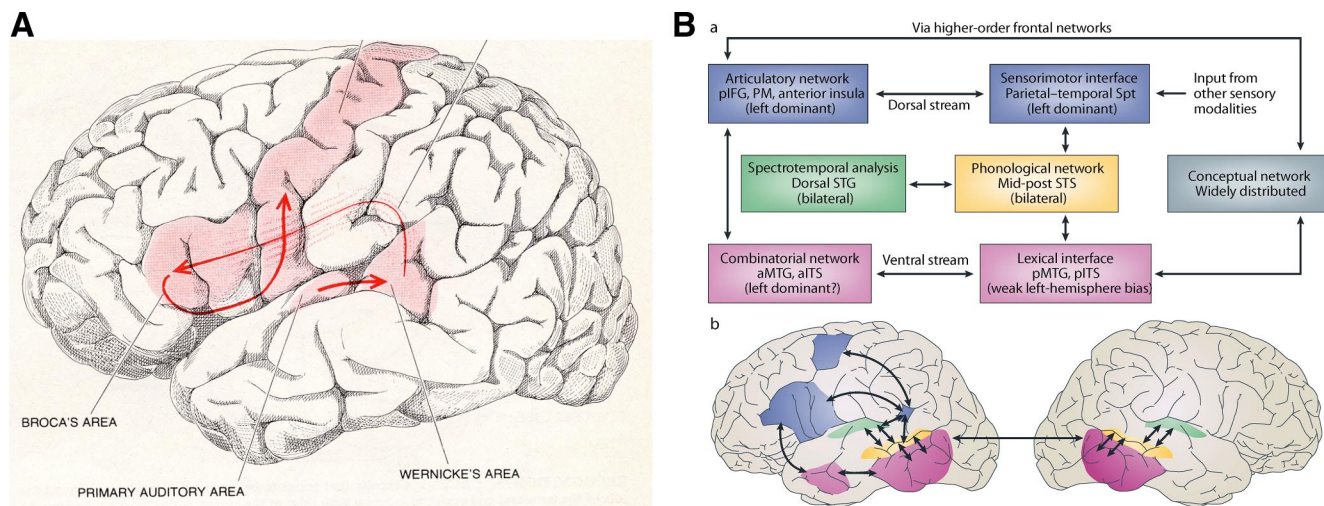 A
BROCA'S AREA
PRIMARY AUDITORY AREA
WERNICKE'S AREA
B
a
Via higher-order frontal networks
Articulatory network
pIFG, PM, anterior insula
(left dominant)
Dorsal stream
Sensorimotor interface
Parietal–temporal Spt
(left dominant)
Input from
other sensory
modalities
Spectrotemporal analysis
Dorsal STG
(bilateral)
Phonological network
Mid-post STS
(bilateral)
Conceptual network
Widely distributed
Combinatorial network
aMTG, aITS
(left dominant?)
Ventral stream
Lexical interface
pMTG, pITS
(weak left-hemisphere bias)
b